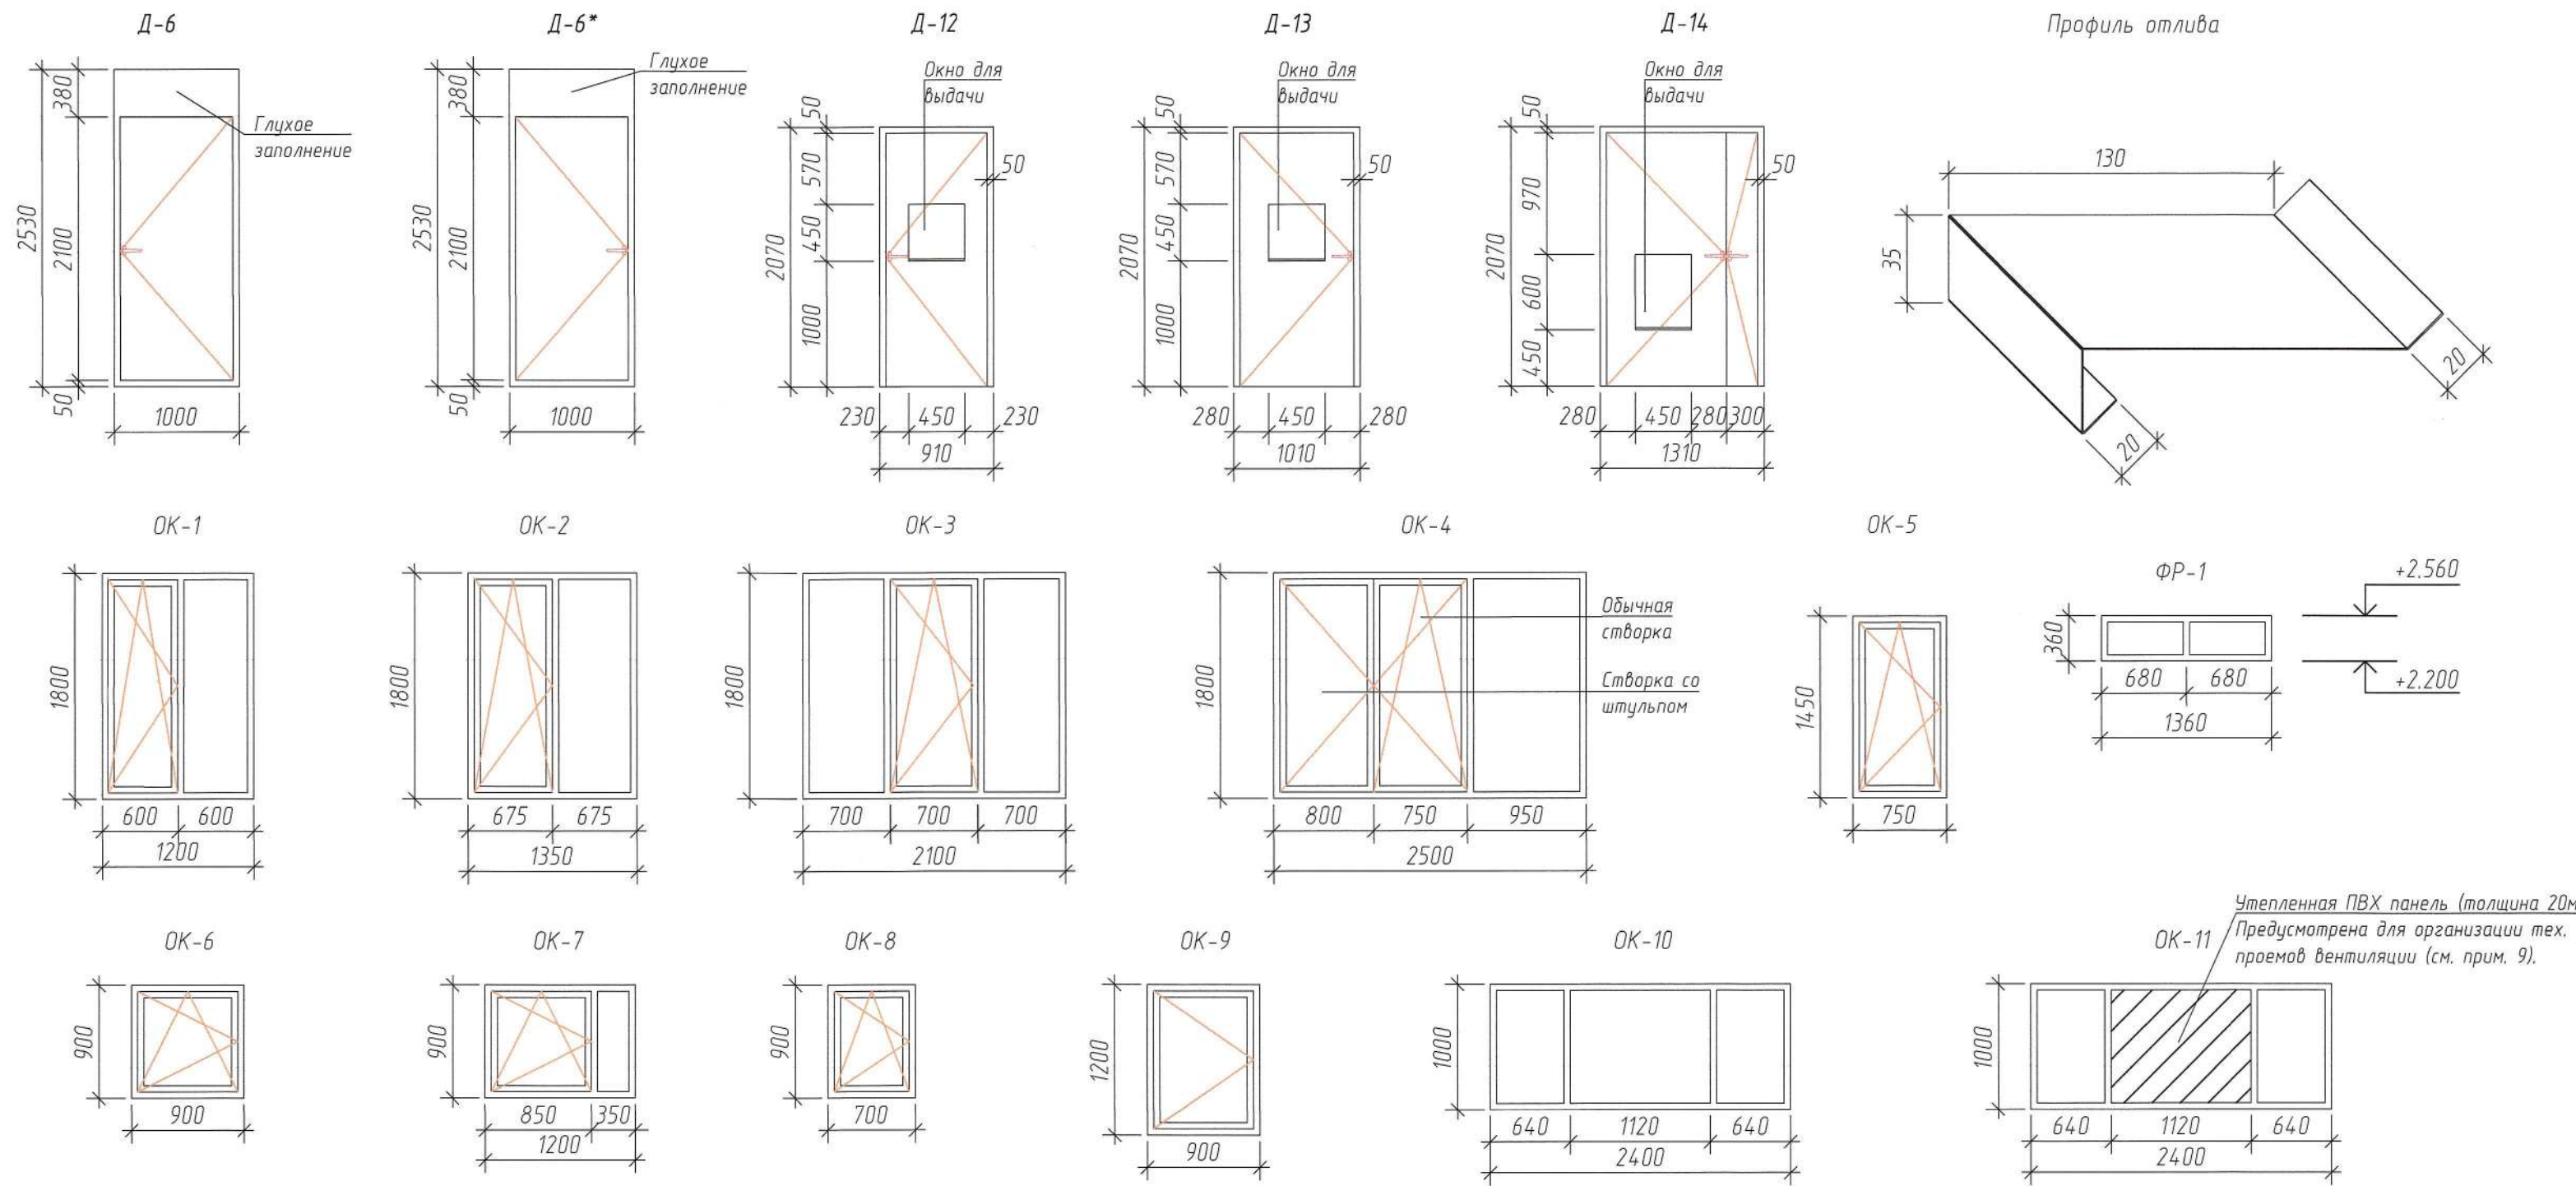 Д-6
Д-6*
Д-12
Д-13
Д-14
Профиль отлива
Глухое
заполнение
2530
380
2100
50
1000
Глухое
заполнение
2530
380
2100
50
1000
Окно для
выдачи
50
570
450
1000
2070
50
230
450
230
910
Окно для
выдачи
50
570
450
1000
2070
50
280
450
280
1010
Окно для
выдачи
50
970
600
450
2070
50
280
450
280
300
1310
130
35
20
20
ОК-1
ОК-2
ОК-3
ОК-4
ОК-5
ФР-1
1800
600
600
1200
1800
675
675
1350
1800
700
700
700
2100
1800
Обычная
створка
Створка со
штульпом
800
750
950
2500
1450
750
360
680
680
1360
+2.560
+2.200
ОК-6
ОК-7
ОК-8
ОК-9
ОК-10
ОК-11
Утепленная ПВХ панель (толщина 20м
Предусмотрена для организации тех.
проемов вентиляции (см. прим. 9).
900
900
900
850
350
1200
900
700
1200
900
1000
640
1120
640
2400
1000
640
1120
640
2400